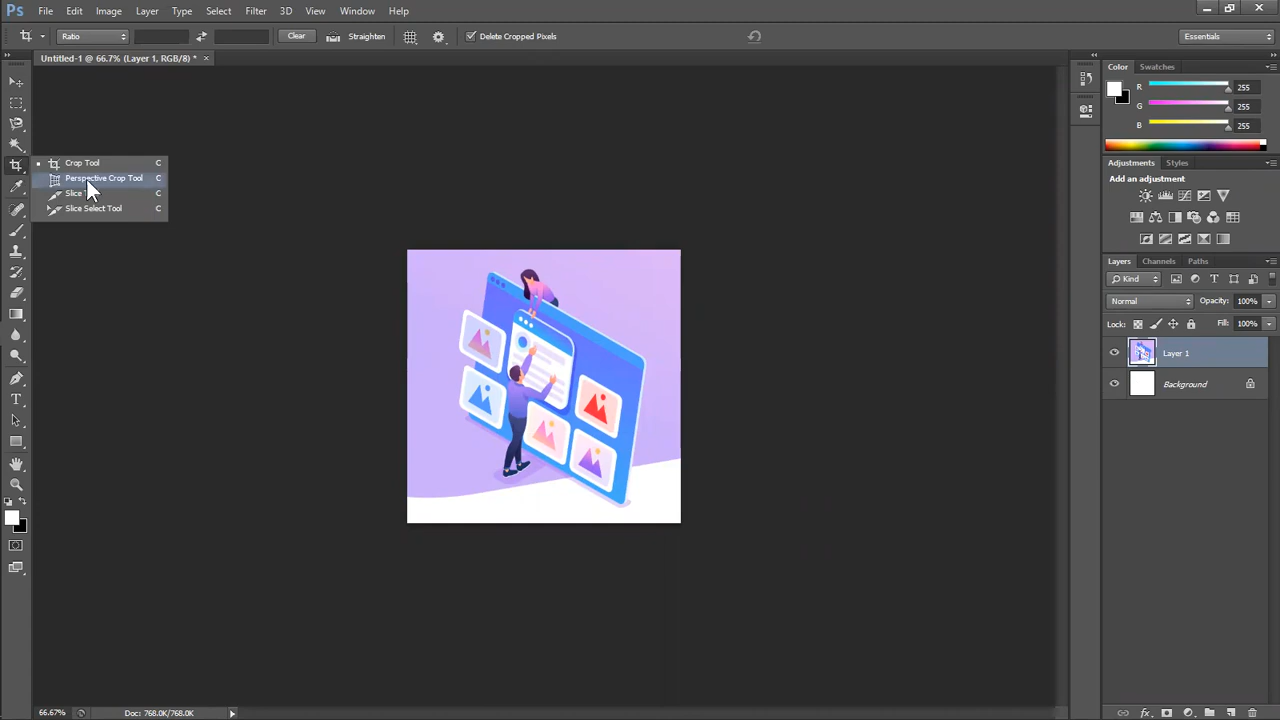 Ps File Edit Image Layer Type Select Filter 3D View Window Help
Ratio Clear Straighten Delete Cropped Pixels Essentials
Untitled-1 @ 66.7% (Layer 1, RGB/8) * ×
Color Swatches
R 255
G 255
B 255
Crop Tool C
Perspective Crop Tool C
Slice C
Slice Select Tool C
Adjustments Styles
Add an adjustment
Layers Channels Paths
Kind
Normal Opacity: 100%
Lock: Fill: 100%
Layer 1
Background
66.67% Doc: 768.0K/768.0K